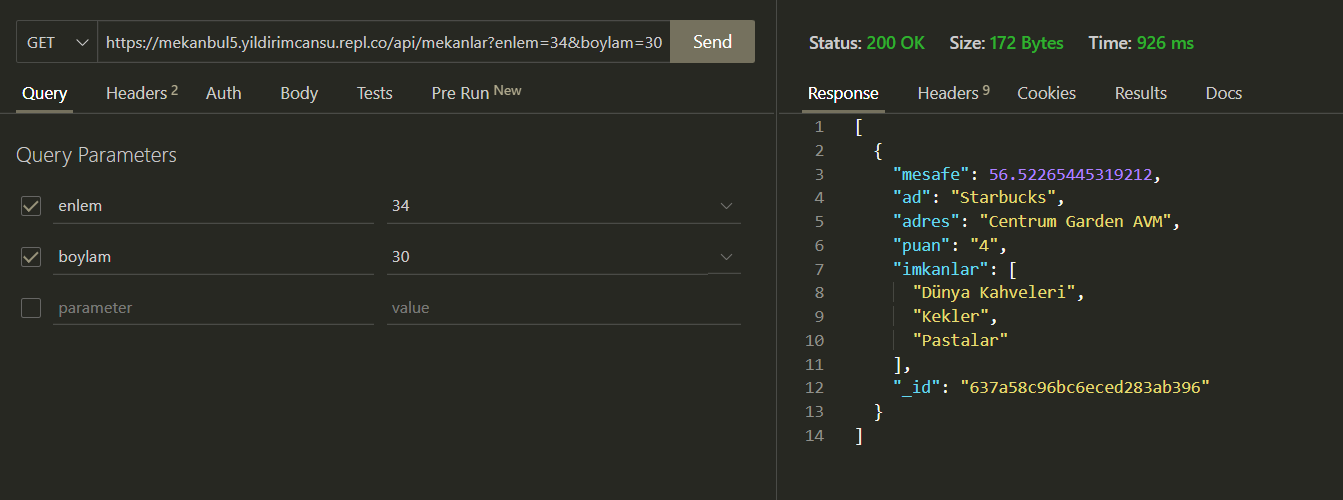 GET https://mekanbul5.yildirimcansu.repl.co/api/mekanlar?enlem=34&boylam=30 Send
Query Headers 2 Auth Body Tests Pre Run New
Query Parameters
enlem 34
boylam 30
parameter value
Status: 200 OK Size: 172 Bytes Time: 926 ms
Response Headers 9 Cookies Results Docs
1 [
2 {
3 "mesafe": 56.52265445319212,
4 "ad": "Starbucks",
5 "adres": "Centrum Garden AVM",
6 "puan": "4",
7 "imkanlar": [
8 "Dünya Kahveleri",
9 "Kekler",
10 "Pastalar"
11 ],
12 "_id": "637a58c96bc6eced283ab396"
13 }
14 ]